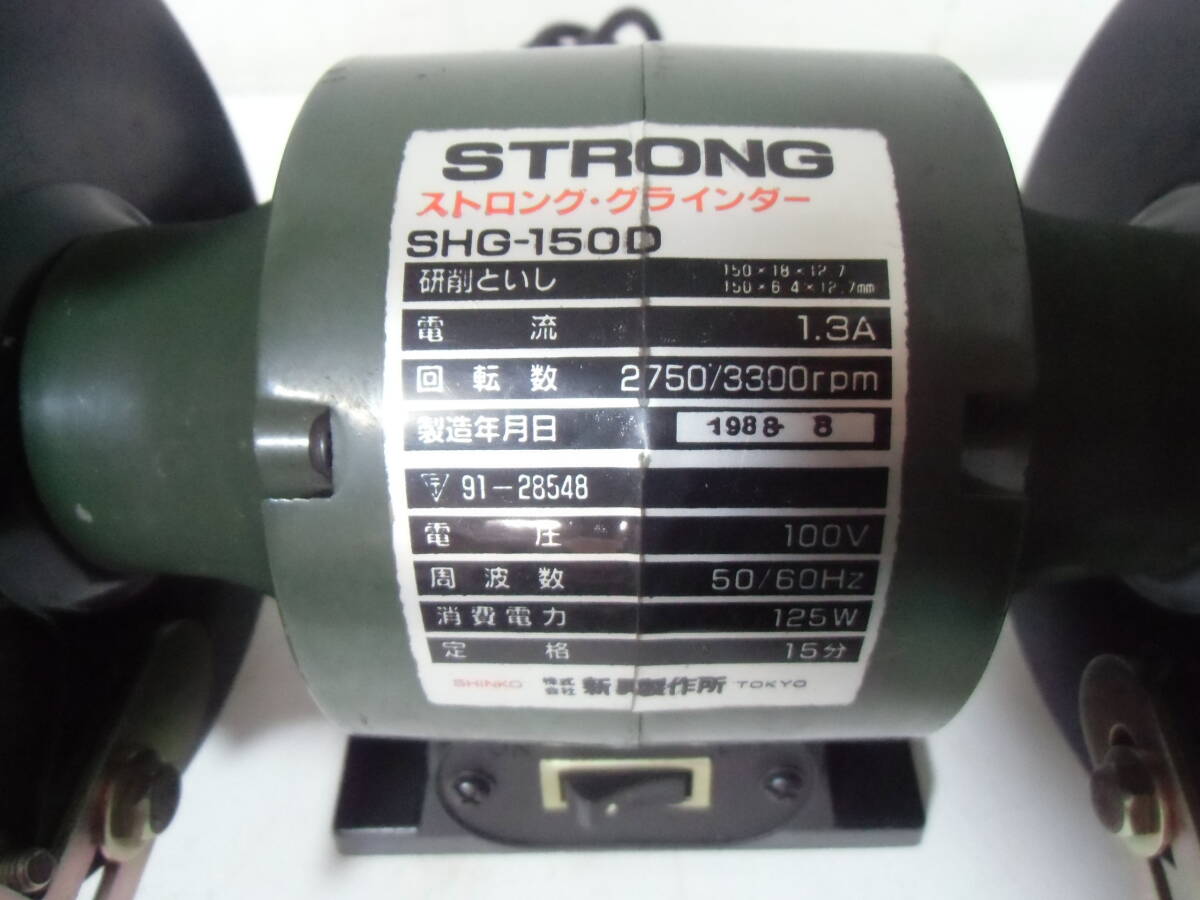 STRONG
ストロング・グラインダー
SHG-150D
研削といし 150×18×12.7
150×6.4×12.7mm
電流 1.3A
回転数 2750/3300rpm
製造年月日 1988 8
91-28548
電圧 100V
周波数 50/60Hz
消費電力 125W
定格 15分
SHINKO 株式会社 新 製作所 TOKYO